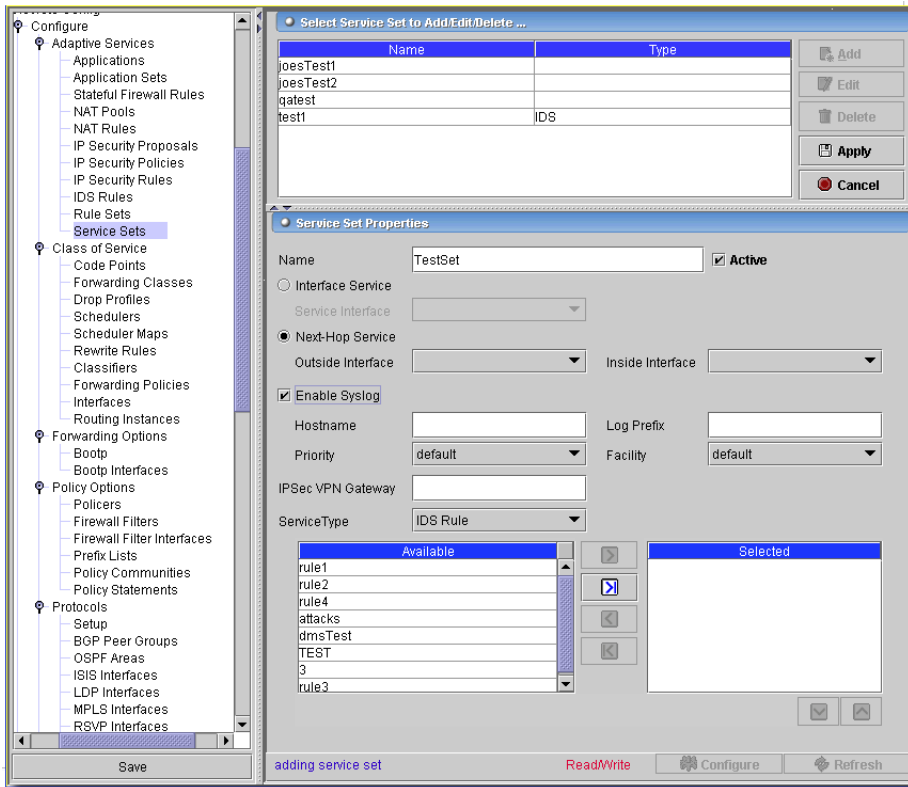 Configure
Adaptive Services
Applications
Application Sets
Stateful Firewall Rules
NAT Pools
NAT Rules
IP Security Proposals
IP Security Policies
IP Security Rules
IDS Rules
Rule Sets
Service Sets
Class of Service
Code Points
Forwarding Classes
Drop Profiles
Schedulers
Scheduler Maps
Rewrite Rules
Classifiers
Forwarding Policies
Interfaces
Routing Instances
Forwarding Options
Bootp
Bootp Interfaces
Policy Options
Policers
Firewall Filters
Firewall Filter Interfaces
Prefix Lists
Policy Communities
Policy Statements
Protocols
Setup
BGP Peer Groups
OSPF Areas
ISIS Interfaces
LDP Interfaces
MPLS Interfaces
RSVP Interfaces
Save
Select Service Set to Add/Edit/Delete ...
Name Type
joesTest1
joesTest2
qatest
test1 IDS
Add
Edit
Delete
Apply
Cancel
Service Set Properties
Name TestSet Active
Interface Service
Service Interface
Next-Hop Service
Outside Interface Inside Interface
Enable Syslog
Hostname Log Prefix
Priority default Facility default
IPSec VPN Gateway
ServiceType IDS Rule
Available Selected
rule1
rule2
rule4
attacks
dmsTest
TEST
3
rule3
adding service set Read/Write Configure Refresh